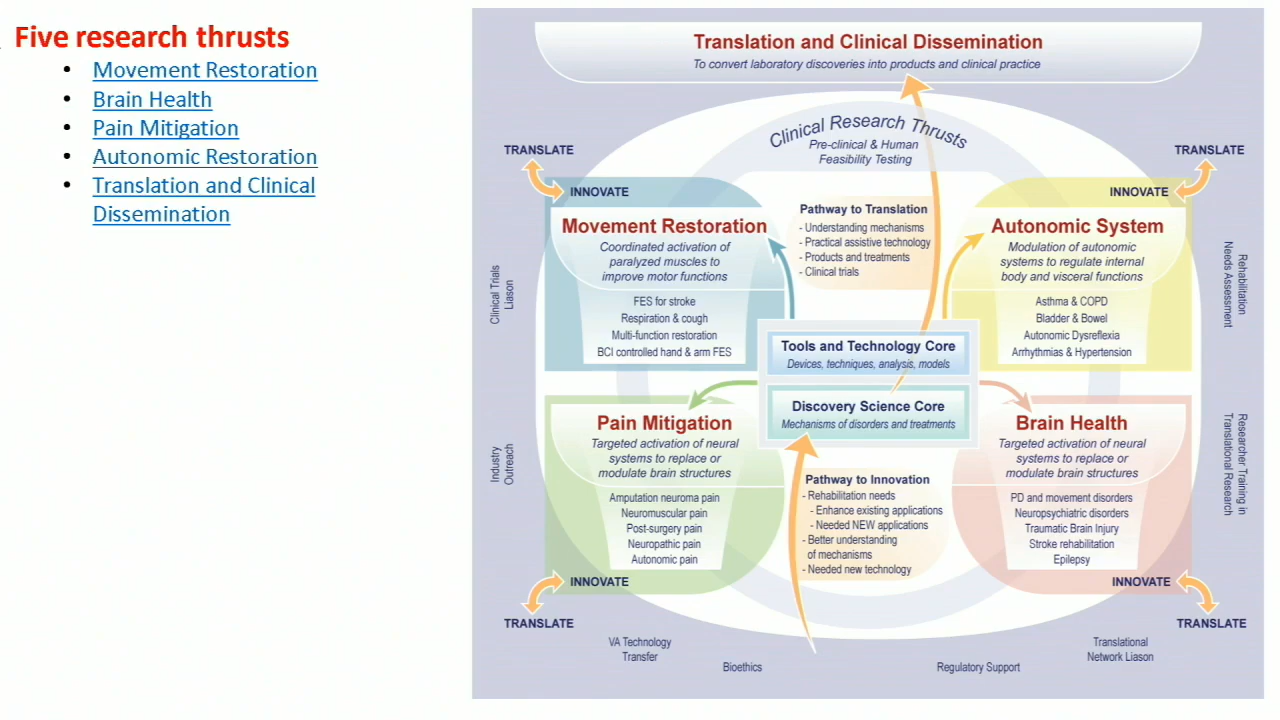 Five research thrusts
• Movement Restoration
• Brain Health
• Pain Mitigation
• Autonomic Restoration
• Translation and Clinical
Dissemination
Translation and Clinical Dissemination
To convert laboratory discoveries into products and clinical practice
Clinical Research Thrusts
Pre-clinical & Human
Feasibility Testing
TRANSLATE
INNOVATE
Movement Restoration
Coordinated activation of
paralyzed muscles to
improve motor functions
FES for stroke
Respiration & cough
Multi-function restoration
BCI controlled hand & arm FES
Clinical Trials
Liason
Pathway to Translation
- Understanding mechanisms
- Practical assistive technology
- Products and treatments
- Clinical trials
TRANSLATE
INNOVATE
Autonomic System
Modulation of autonomic
systems to regulate internal
body and visceral functions
Asthma & COPD
Bladder & Bowel
Autonomic Dysreflexia
Arrhythmias & Hypertension
Rehabilitation
Needs Assessment
Tools and Technology Core
Devices, techniques, analysis, models
Discovery Science Core
Mechanisms of disorders and treatments
Pain Mitigation
Targeted activation of neural
systems to replace or
modulate brain structures
Amputation neuroma pain
Neuromuscular pain
Post-surgery pain
Neuropathic pain
Autonomic pain
INNOVATE
TRANSLATE
Industry
Outreach
Pathway to Innovation
- Rehabilitation needs
- Enhance existing applications
- Needed NEW applications
- Better understanding
of mechanisms
- Needed new technology
Brain Health
Targeted activation of neural
systems to replace or
modulate brain structures
PD and movement disorders
Neuropsychiatric disorders
Traumatic Brain Injury
Stroke rehabilitation
Epilepsy
INNOVATE
TRANSLATE
Researcher Training in
Translational Research
VA Technology
Transfer
Bioethics
Regulatory Support
Translational
Network Liason